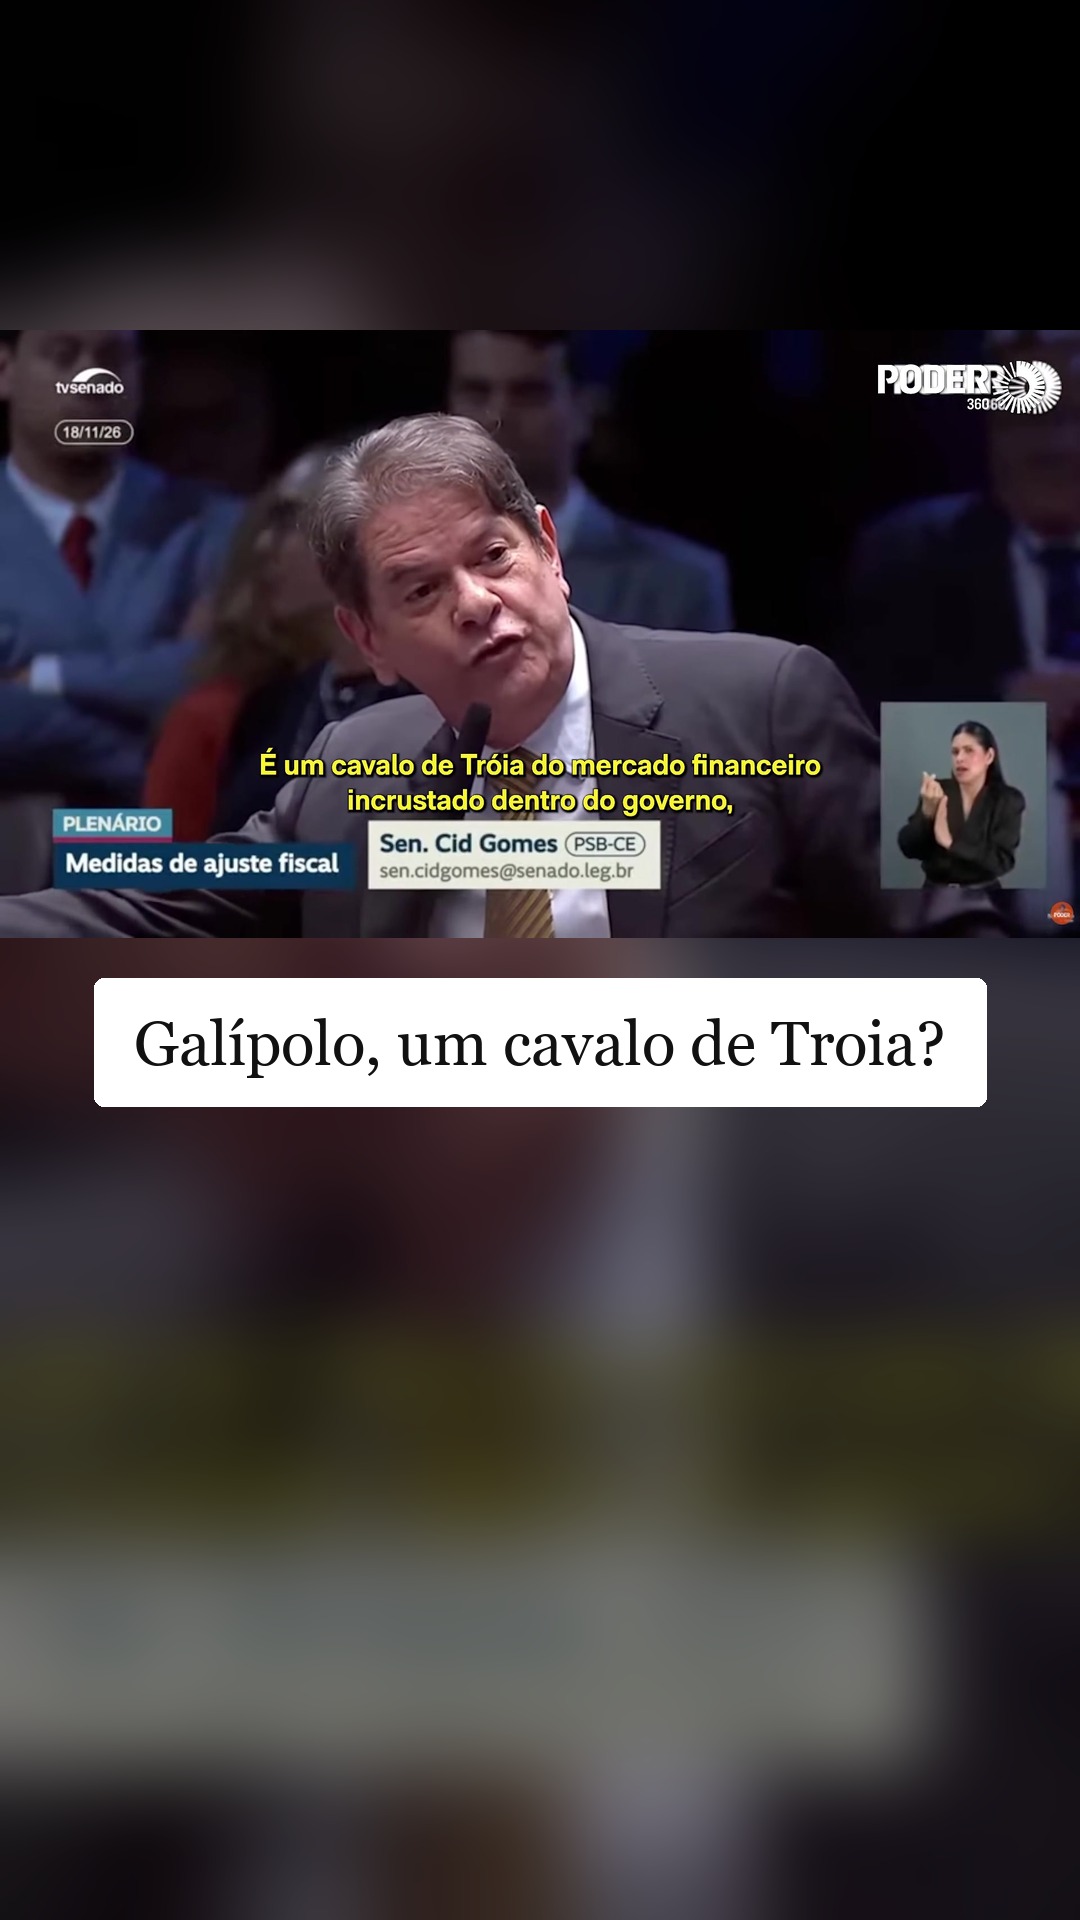 tvsenado
18/11/26
PODER
360
É um cavalo de Tróia do mercado financeiro
incrustado dentro do governo,
PLENÁRIO
Medidas de ajuste fiscal
Sen. Cid Gomes PSB-CE
sen.cidgomes@senado.leg.br
PODER
Galípolo, um cavalo de Troia?